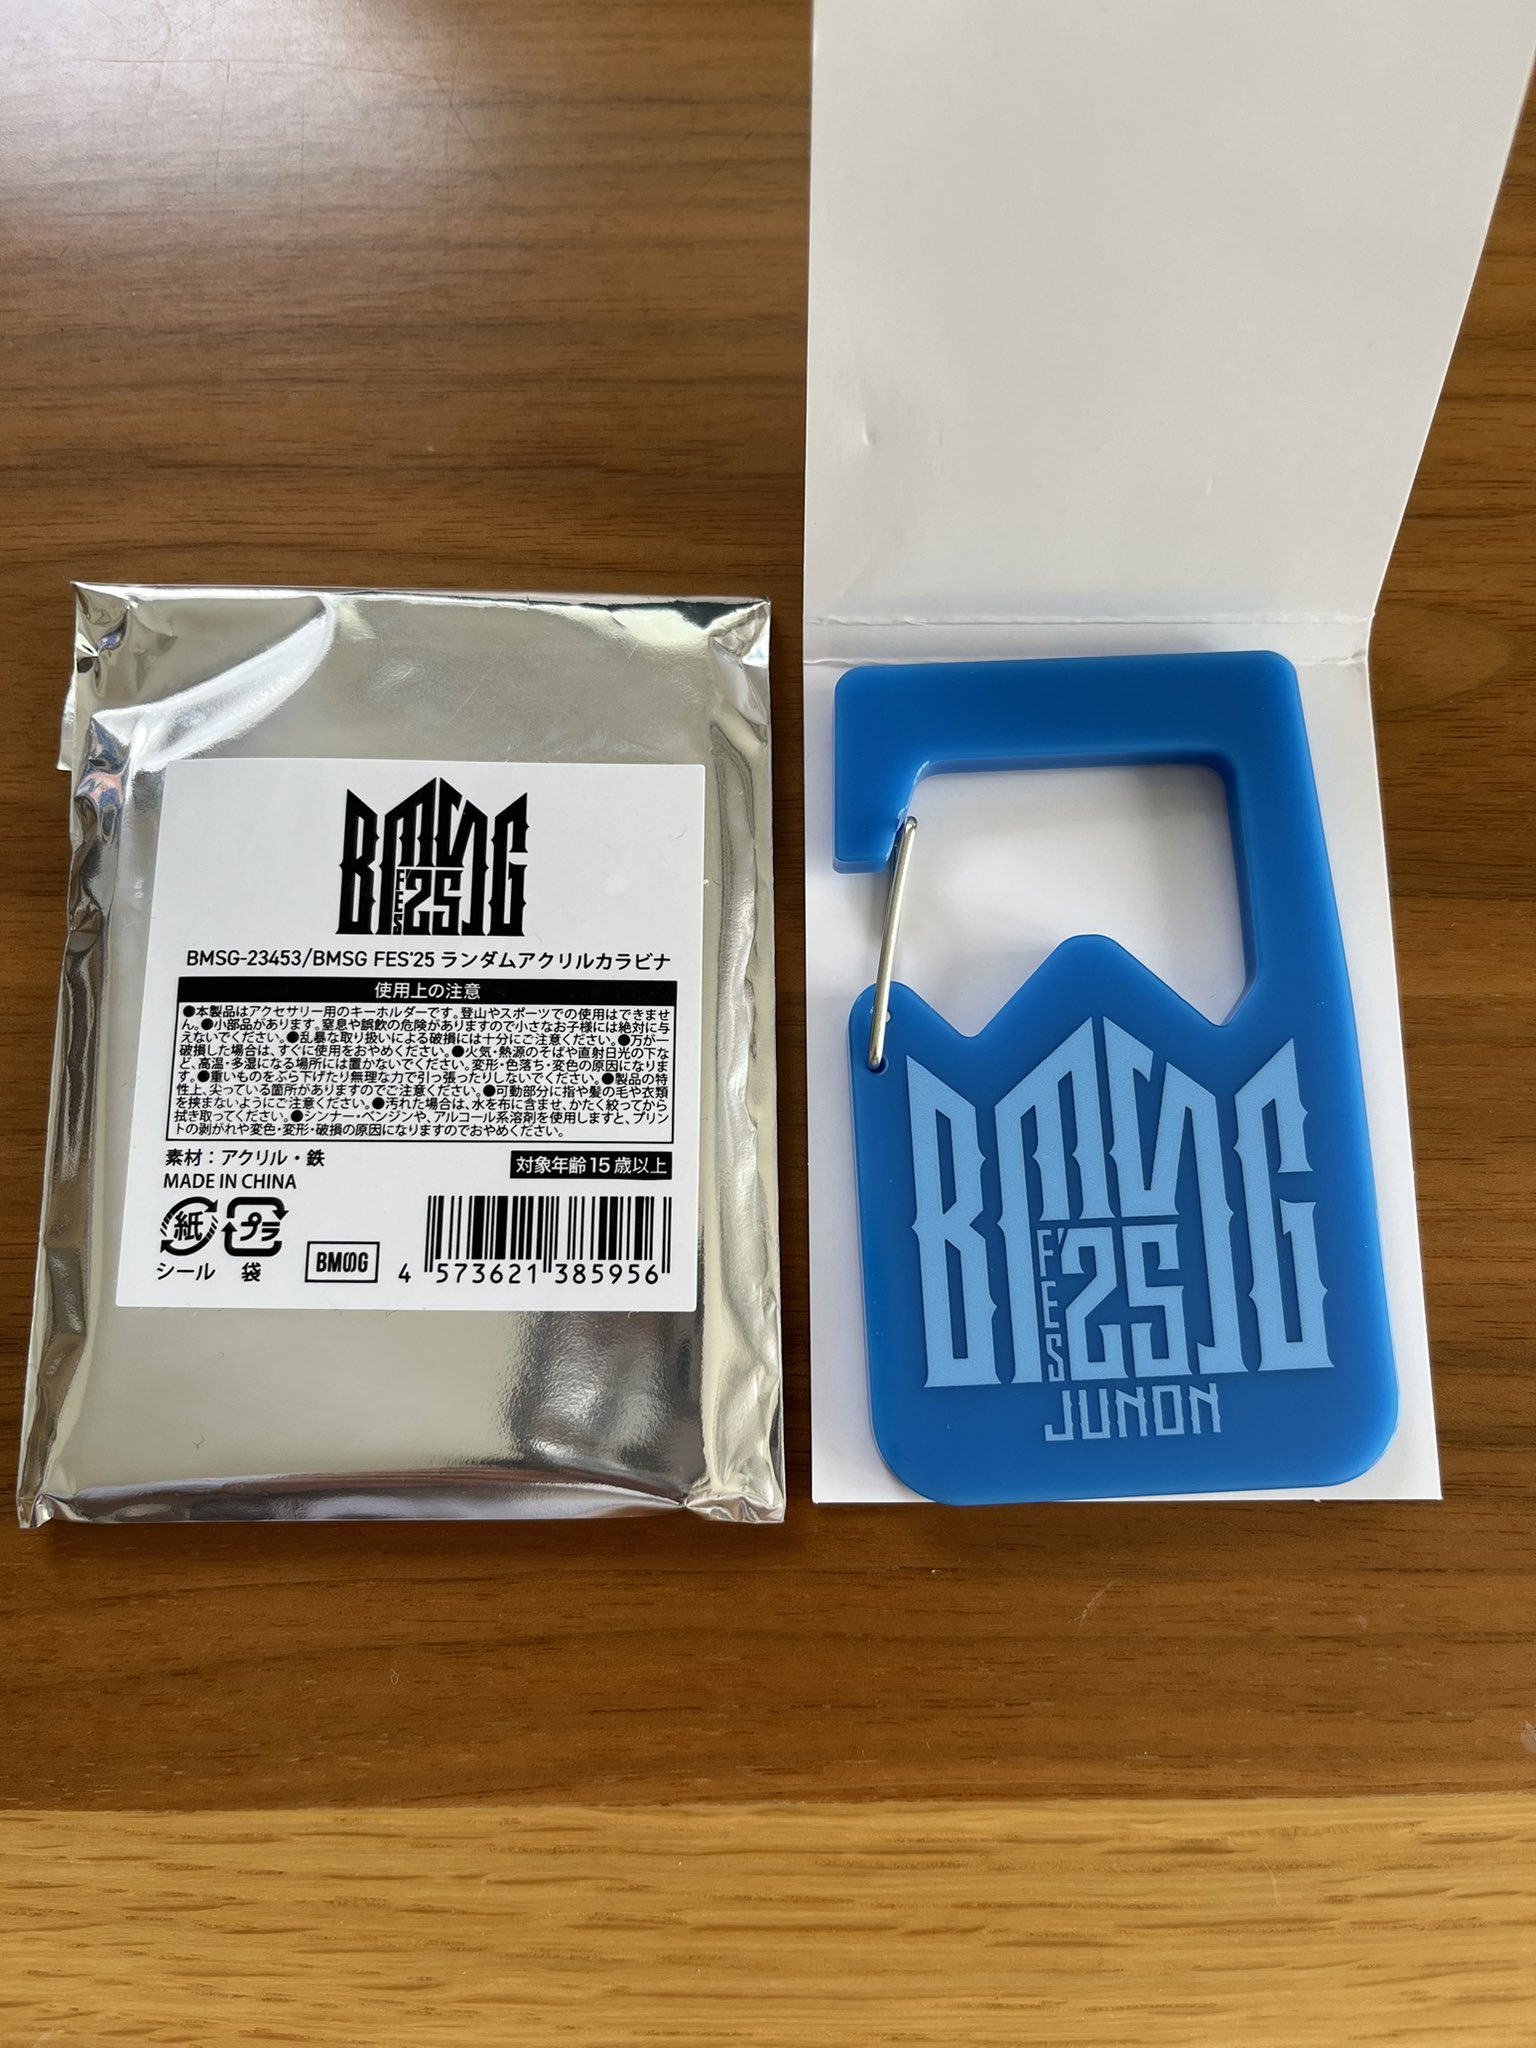 BMSG
FES '25
BMSG-23453/BMSG FES'25 ランダムアクリルカラビナ
使用上の注意
●本製品はアクセサリー用のキーホルダーです。登山やスポーツでの使用はできませ
ん。●小部品があります。窒息や誤飲の危険がありますので小さなお子様には絶対に与
えないでください。●乱暴な取り扱いによる破損には十分にご注意ください。●万が一
破損した場合は、すぐに使用をおやめください。●火気・熱源のそばや直射日光の下な
ど、高温・多湿になる場所には置かないでください。変形・色落ち・変色の原因になりま
す。●重いものをぶら下げたり無理な力で引っ張ったりしないでください。●製品の特
性上、尖っている箇所がありますのでご注意ください。●可動部分に指や髪の毛や衣類
を挟まないようにご注意ください。●汚れた場合は、水を布に含ませ、かたく絞ってから
拭き取ってください。●シンナー・ベンジンや、アルコール系溶剤を使用しますと、プリン
トの剥がれや変色・変形・破損の原因になりますのでおやめください。
素材：アクリル・鉄
対象年齢15歳以上
MADE IN CHINA
紙 プラ
シール 袋
BMSG
4 573621 385956
BMSG
FES '25
JUNON